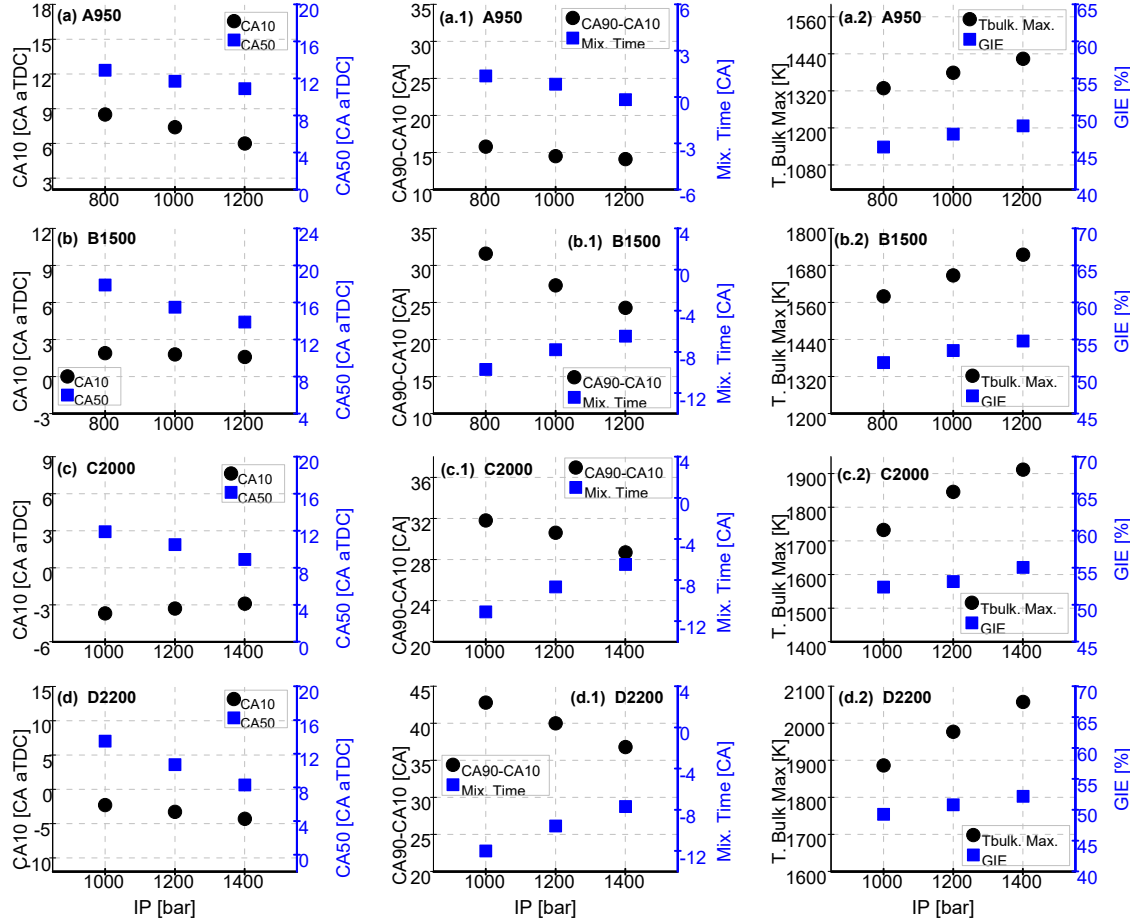 (a) A950
CA10
CA50
CA10 [CA aTDC]
18
15
12
9
6
3
20
16
12
8
4
0
CA50 [CA aTDC]
800 1000 1200
(a.1) A950
CA90-CA10
Mix. Time
CA90-CA10 [CA]
35
30
25
20
15
10
6
3
0
-3
-6
Mix. Time [CA]
800 1000 1200
(a.2) A950
Tbulk. Max.
GIE
T. Bulk Max [K]
1560
1440
1320
1200
1080
65
60
55
50
45
40
GIE [%]
800 1000 1200
(b) B1500
CA10
CA50
CA10 [CA aTDC]
12
9
6
3
0
-3
24
20
16
12
8
4
CA50 [CA aTDC]
800 1000 1200
(b.1) B1500
CA90-CA10
Mix. Time
CA90-CA10 [CA]
35
30
25
20
15
10
4
0
-4
-8
-12
Mix. Time [CA]
800 1000 1200
(b.2) B1500
Tbulk. Max.
GIE
T. Bulk Max [K]
1800
1680
1560
1440
1320
1200
70
65
60
55
50
45
GIE [%]
800 1000 1200
(c) C2000
CA10
CA50
CA10 [CA aTDC]
9
6
3
0
-3
-6
20
16
12
8
4
0
CA50 [CA aTDC]
1000 1200 1400
(c.1) C2000
CA90-CA10
Mix. Time
CA90-CA10 [CA]
36
32
28
24
20
4
0
-4
-8
-12
Mix. Time [CA]
1000 1200 1400
(c.2) C2000
Tbulk. Max.
GIE
T. Bulk Max [K]
1900
1800
1700
1600
1500
1400
70
65
60
55
50
45
GIE [%]
1000 1200 1400
(d) D2200
CA10
CA50
CA10 [CA aTDC]
15
10
5
0
-5
-10
20
16
12
8
4
0
CA50 [CA aTDC]
1000 1200 1400
IP [bar]
(d.1) D2200
CA90-CA10
Mix. Time
CA90-CA10 [CA]
45
40
35
30
25
20
4
0
-4
-8
-12
Mix. Time [CA]
1000 1200 1400
IP [bar]
(d.2) D2200
Tbulk. Max.
GIE
T. Bulk Max [K]
2100
2000
1900
1800
1700
1600
70
65
60
55
50
45
40
GIE [%]
1000 1200 1400
IP [bar]